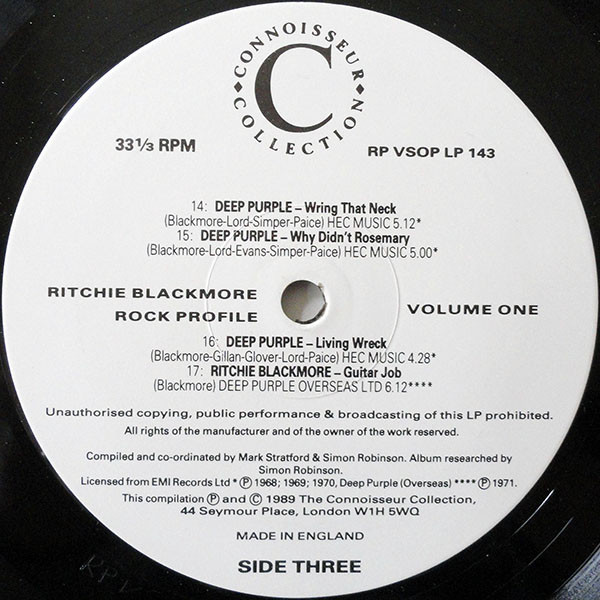 CONNOISSEUR
C
COLLECTION
33⅓ RPM
RP VSOP LP 143
14: DEEP PURPLE – Wring That Neck
(Blackmore-Lord-Simper-Paice) HEC MUSIC 5.12*
15: DEEP PURPLE – Why Didn't Rosemary
(Blackmore-Lord-Evans-Simper-Paice) HEC MUSIC 5.00*
RITCHIE BLACKMORE
ROCK PROFILE
VOLUME ONE
16: DEEP PURPLE – Living Wreck
(Blackmore-Gillan-Glover-Lord-Paice) HEC MUSIC 4.28*
17: RITCHIE BLACKMORE – Guitar Job
(Blackmore) DEEP PURPLE OVERSEAS LTD 6.12****
Unauthorised copying, public performance & broadcasting of this LP prohibited.
All rights of the manufacturer and of the owner of the work reserved.
Compiled and co-ordinated by Mark Stratford & Simon Robinson. Album researched by
Simon Robinson.
Licensed from EMI Records Ltd * ℗ 1968; 1969; 1970, Deep Purple (Overseas) **** ℗ 1971.
This compilation ℗ and © 1989 The Connoisseur Collection,
44 Seymour Place, London W1H 5WQ
MADE IN ENGLAND
SIDE THREE